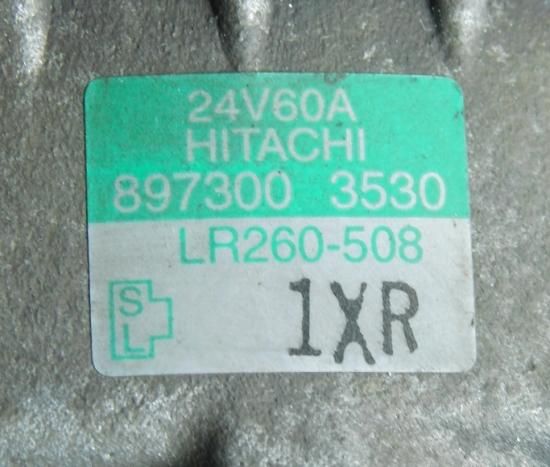 24V60A
HITACHI
897300 3530
LR260-508
S
L
1XR